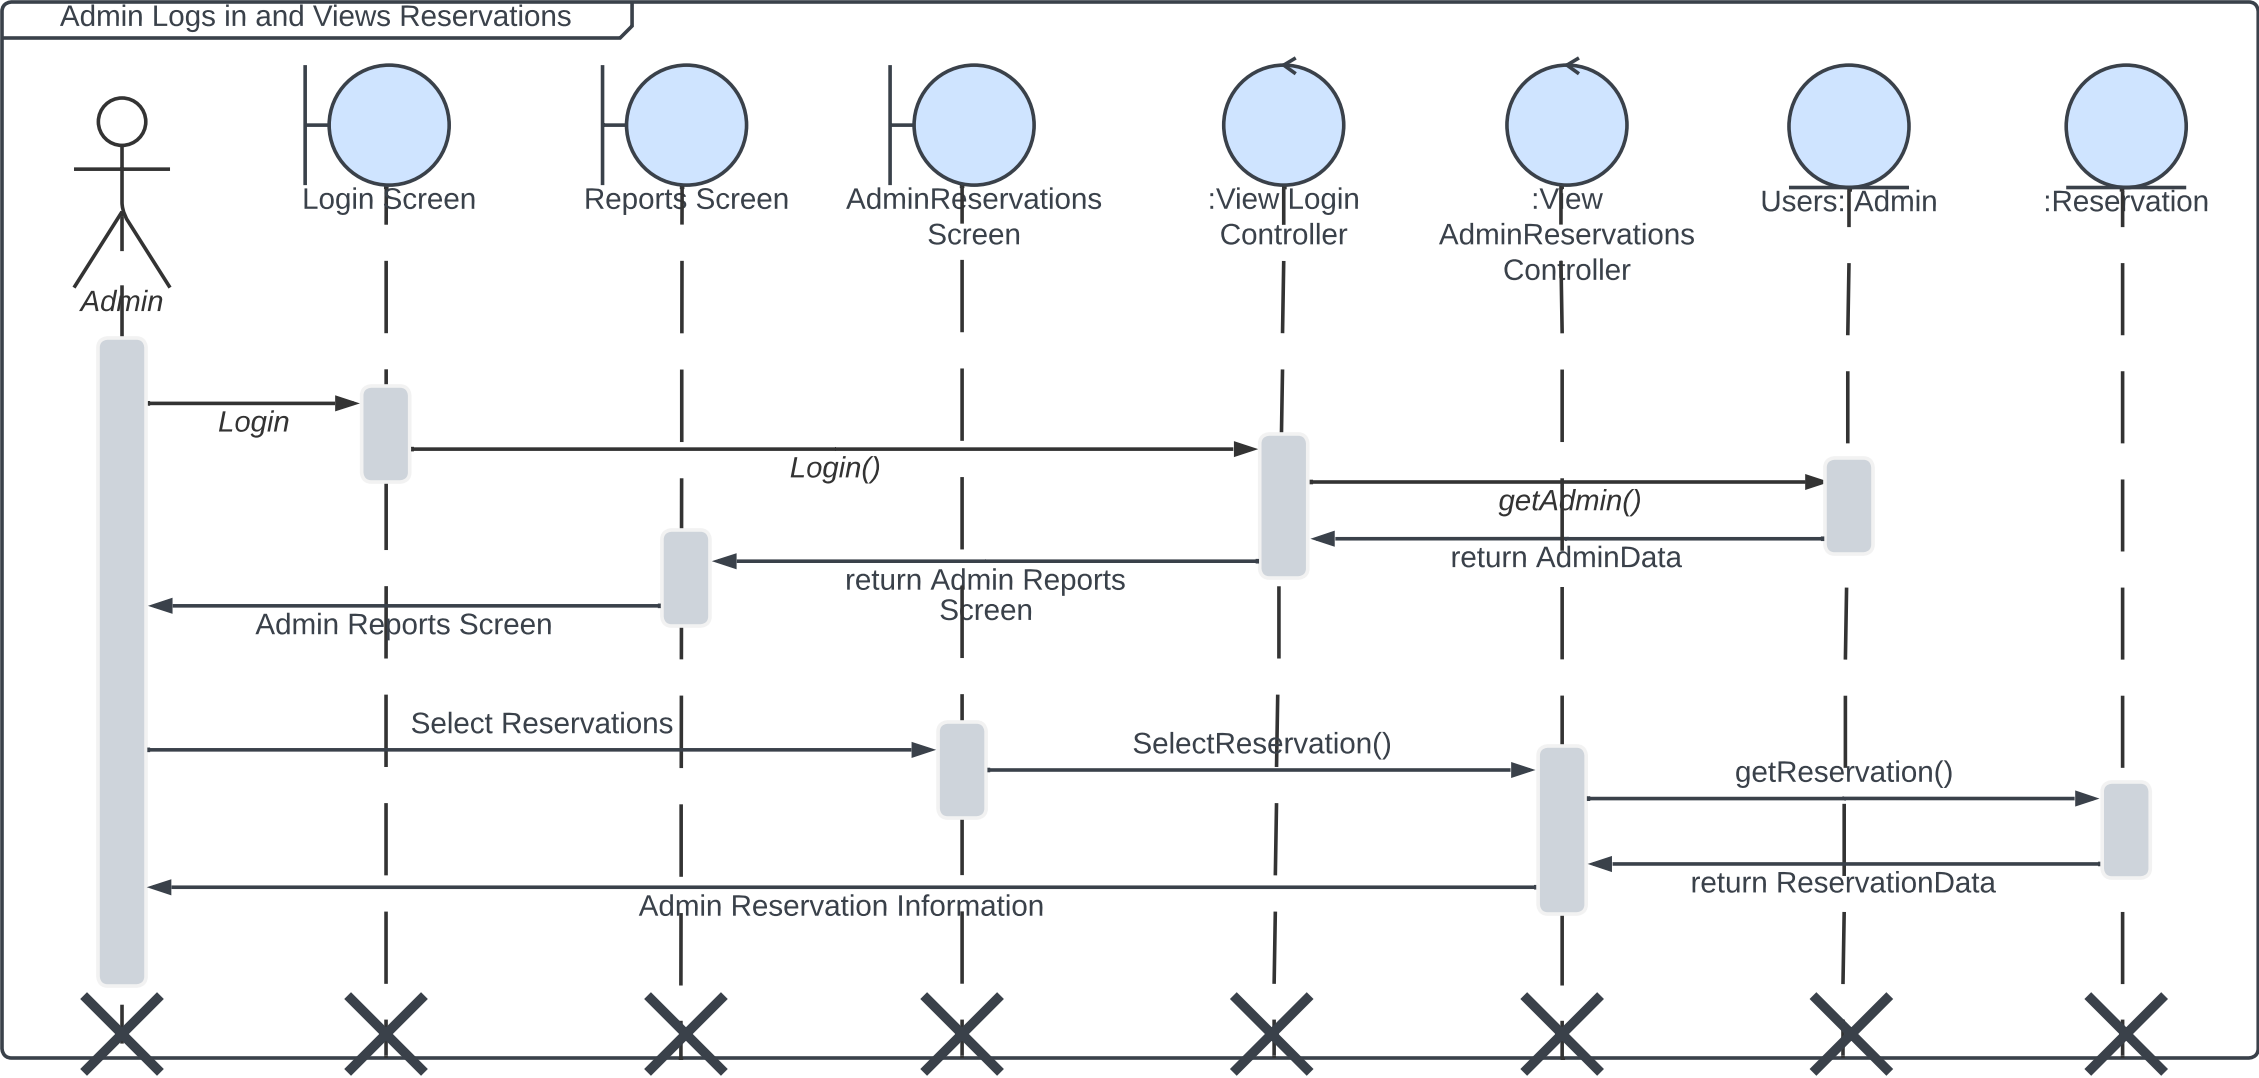 Admin Logs in and Views Reservations
Admin
Login Screen
Reports Screen
AdminReservations
Screen
:View Login
Controller
:View
AdminReservations
Controller
Users: Admin
:Reservation
Login
Login()
getAdmin()
return AdminData
return Admin Reports
Screen
Admin Reports Screen
Select Reservations
SelectReservation()
getReservation()
return ReservationData
Admin Reservation Information